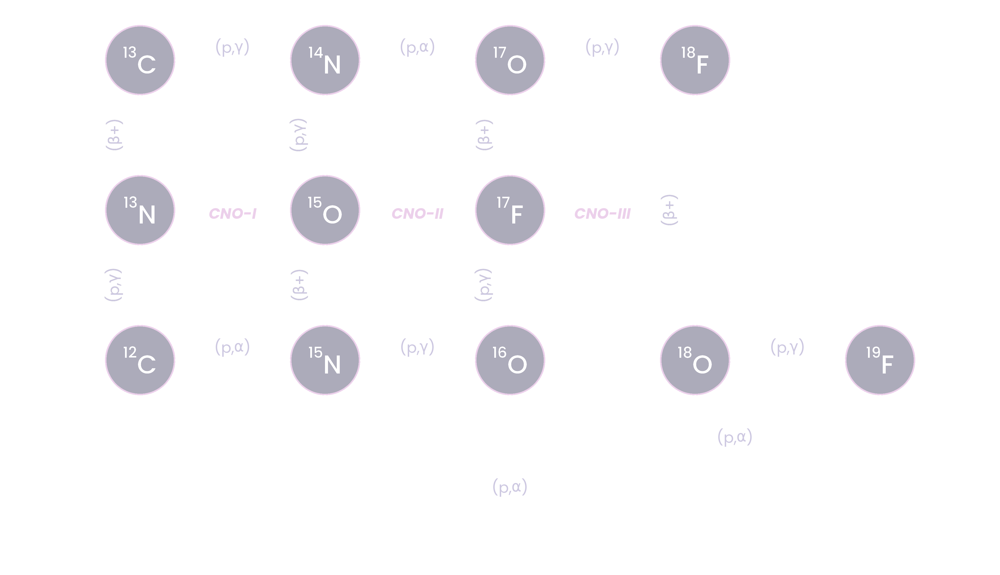 ¹³C (p,γ) ¹⁴N (p,α) ¹⁷O (p,γ) ¹⁸F
(β+) (p,γ) (β+)
¹³N CNO-I ¹⁵O CNO-II ¹⁷F CNO-III (β+)
(p,γ) (β+) (p,γ)
¹²C (p,α) ¹⁵N (p,γ) ¹⁶O ¹⁸O (p,γ) ¹⁹F
(p,α)
(p,α)